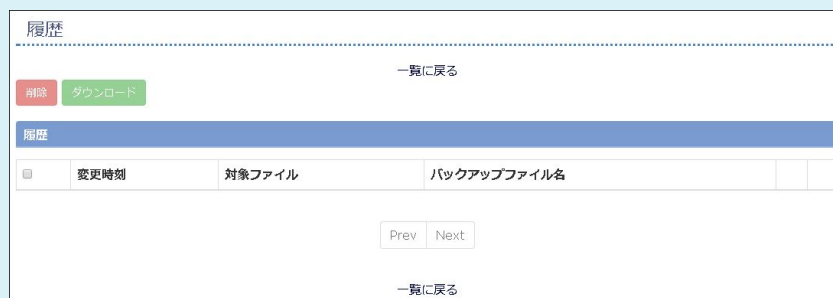 履歴
一覧に戻る
削除 ダウンロード
履歴
変更時刻 対象ファイル バックアップファイル名
Prev Next
一覧に戻る